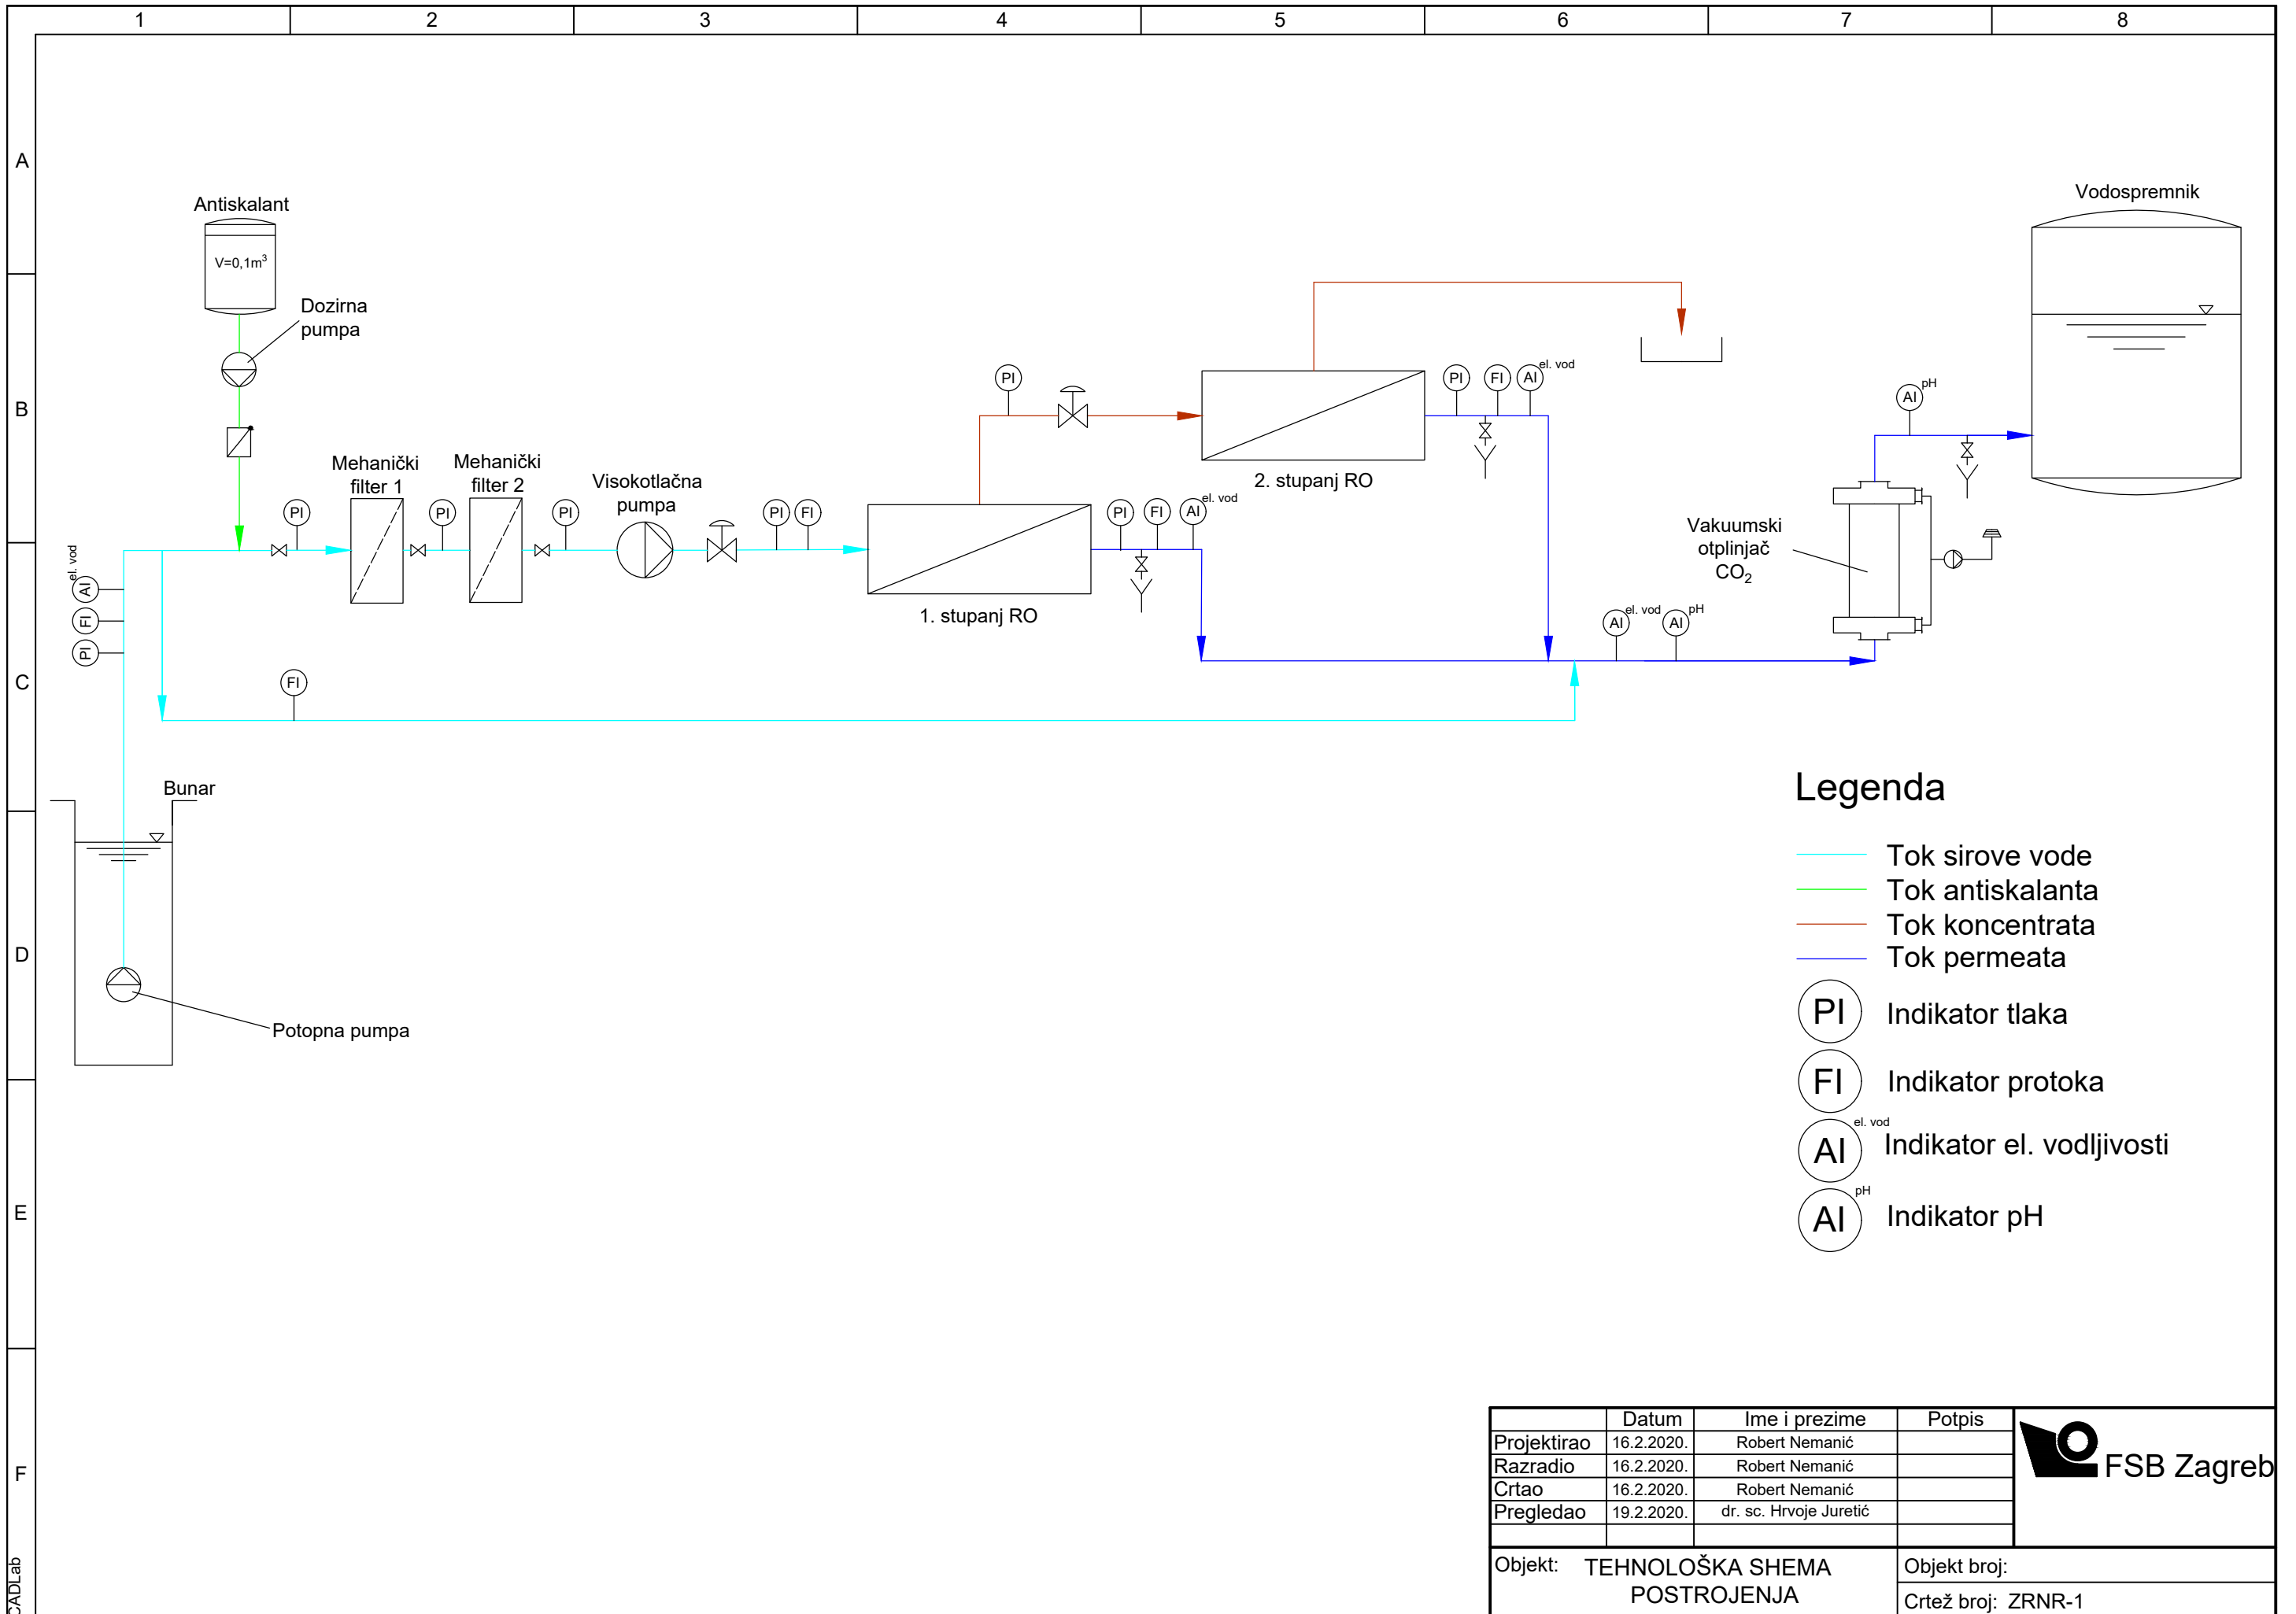 1 2 3 4 5 6 7 8
A
B
C
D
E
F
Antiskalant
V=0,1m³
Dozirna
pumpa
Mehanički
filter 1
Mehanički
filter 2
Visokotlačna
pumpa
PI
PI
PI
PI
FI
el. vod
AI
FI
PI
FI
PI
1. stupanj RO
PI
FI
AI
el. vod
2. stupanj RO
PI
FI
AI
el. vod
AI
el. vod
AI
pH
Vakuumski
otplinjač
CO₂
AI
pH
Vodospremnik
Bunar
Potopna pumpa
Legenda
Tok sirove vode
Tok antiskalanta
Tok koncentrata
Tok permeata
PI Indikator tlaka
FI Indikator protoka
AI el. vod Indikator el. vodljivosti
AI pH Indikator pH
Datum Ime i prezime Potpis
Projektirao 16.2.2020. Robert Nemanić
Razradio 16.2.2020. Robert Nemanić
Crtao 16.2.2020. Robert Nemanić
Pregledao 19.2.2020. dr. sc. Hrvoje Juretić
FSB Zagreb
Objekt: TEHNOLOŠKA SHEMA
POSTROJENJA
Objekt broj:
Crtež broj: ZRNR-1
CADLab